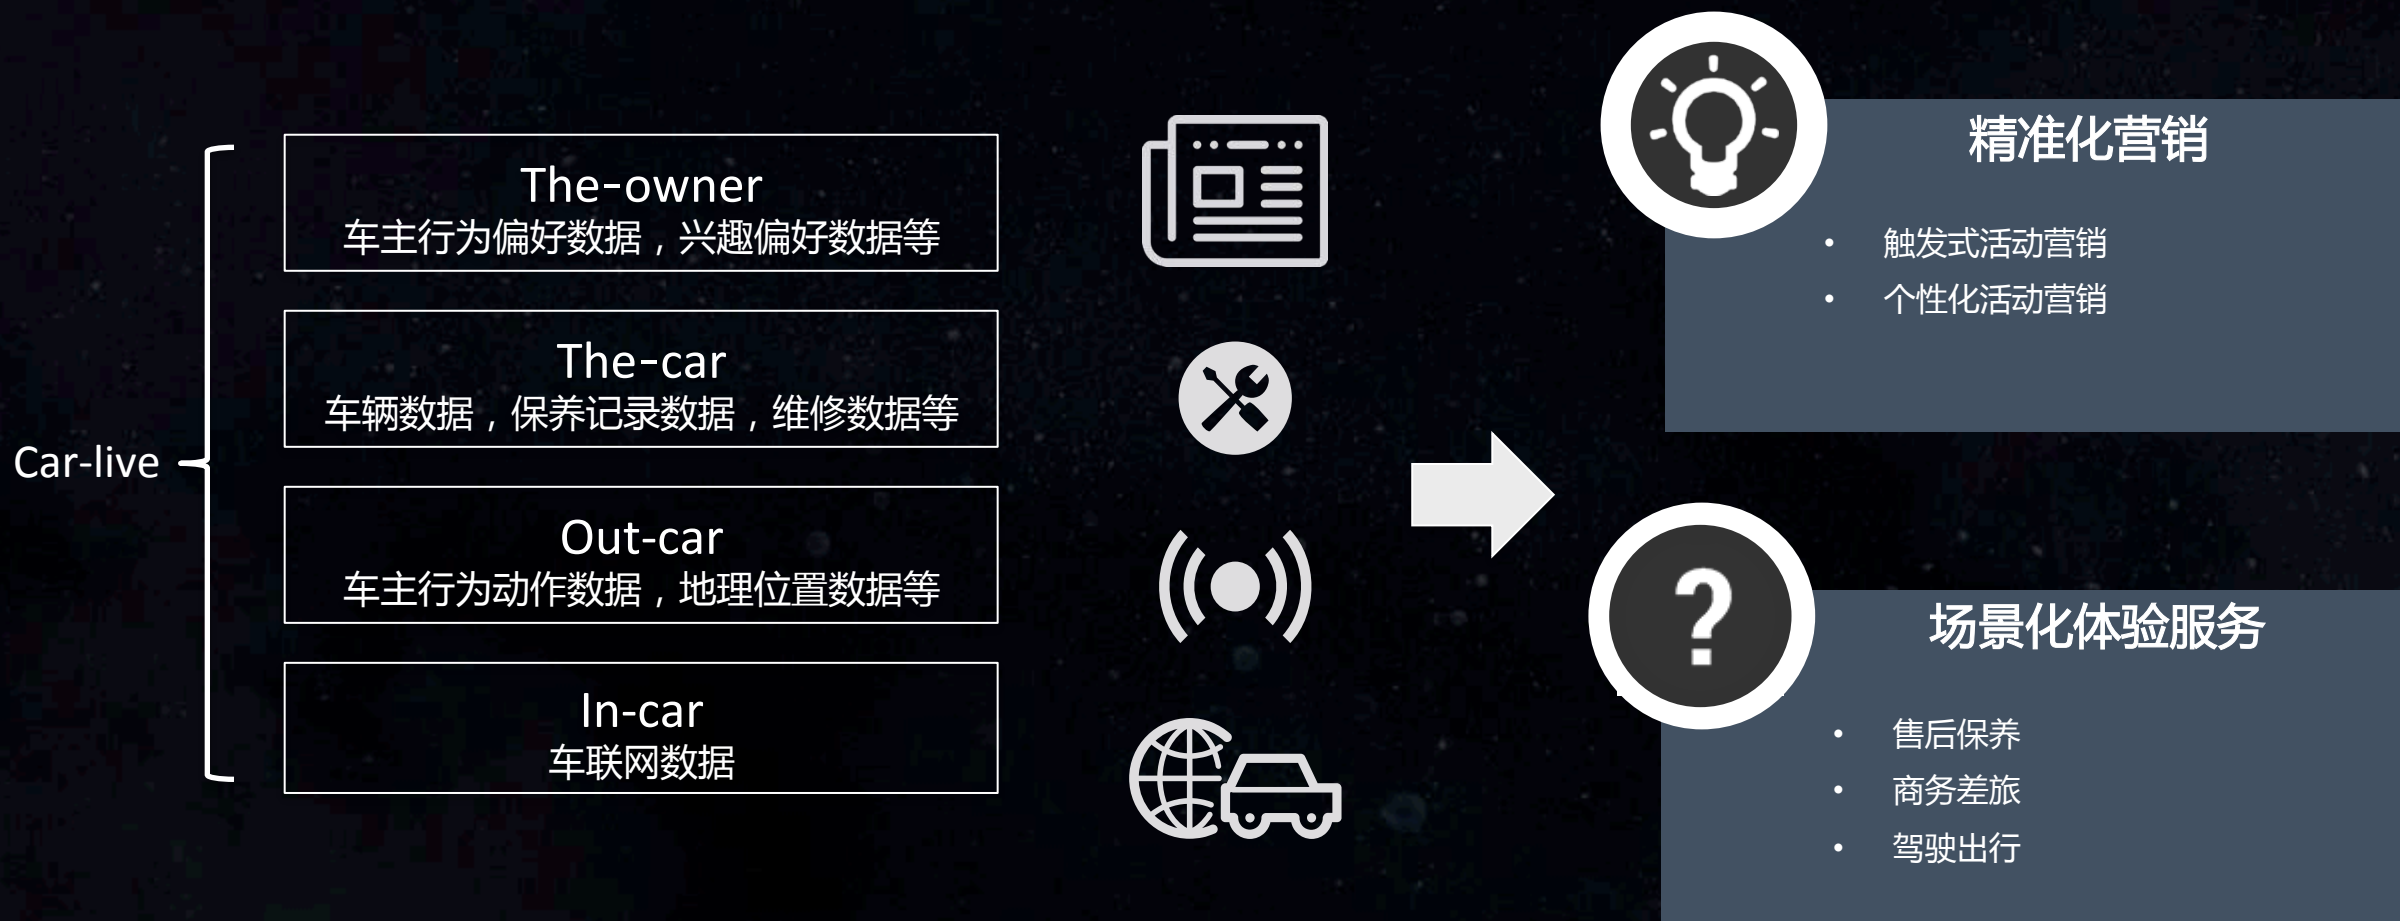 Car-live
The-owner
车主行为偏好数据，兴趣偏好数据等
The-car
车辆数据，保养记录数据，维修数据等
Out-car
车主行为动作数据，地理位置数据等
In-car
车联网数据
精准化营销
• 触发式活动营销
• 个性化活动营销
?
场景化体验服务
• 售后保养
• 商务差旅
• 驾驶出行